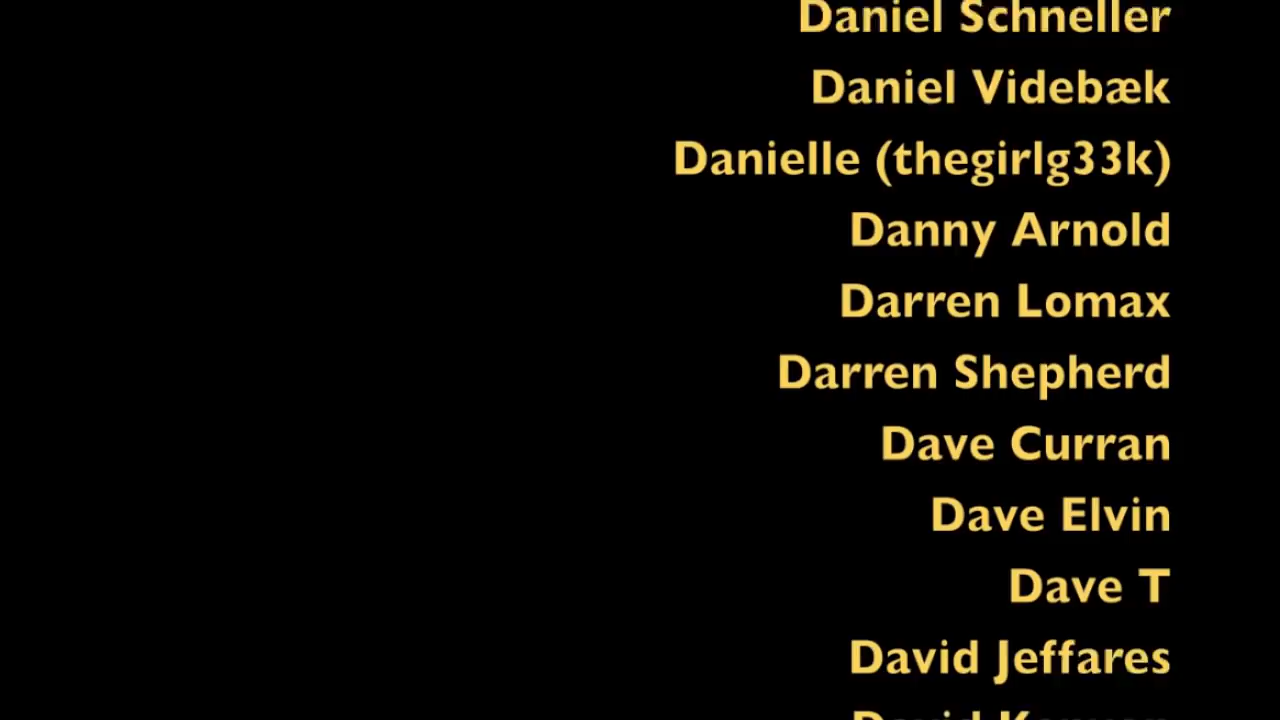 Daniel Schneller
Daniel Videbæk
Danielle (thegirlg33k)
Danny Arnold
Darren Lomax
Darren Shepherd
Dave Curran
Dave Elvin
Dave T
David Jeffares
David